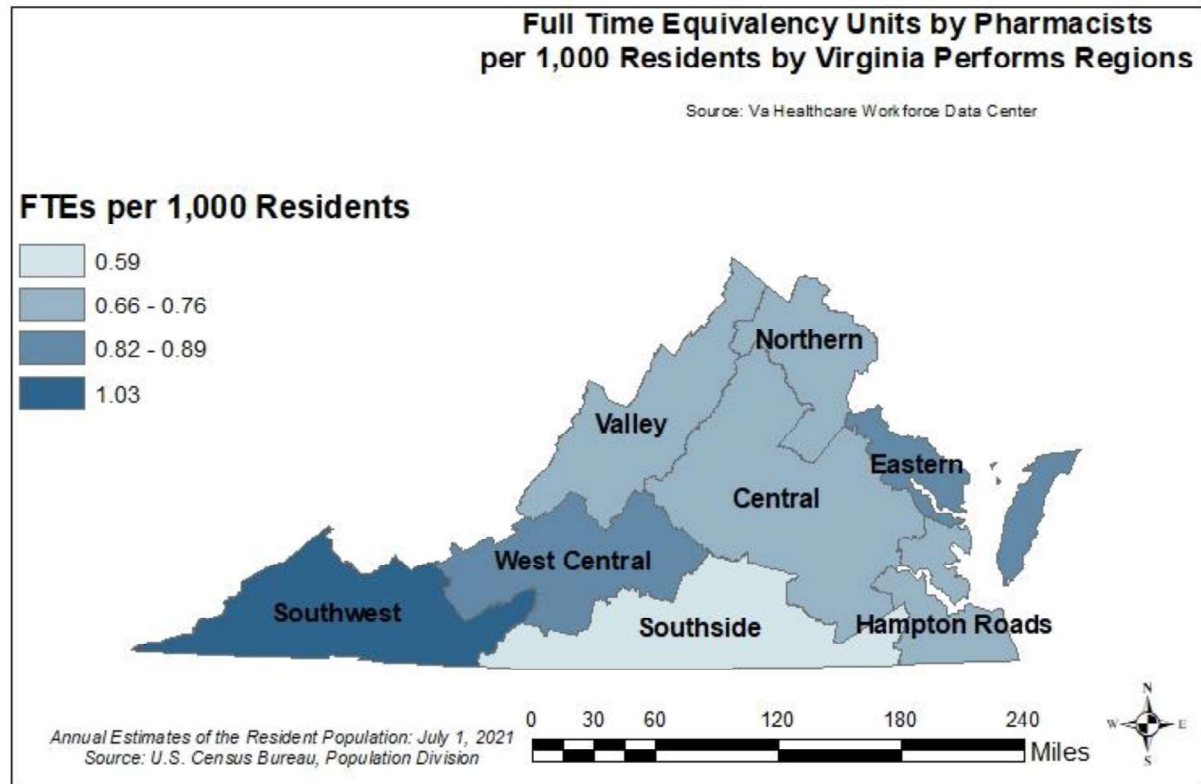 Full Time Equivalency Units by Pharmacists
per 1,000 Residents by Virginia Performs Regions
Source: Va Healthcare Workforce Data Center
FTEs per 1,000 Residents
0.59
0.66 - 0.76
0.82 - 0.89
1.03
Northern
Valley
Eastern
Central
West Central
Southwest
Southside
Hampton Roads
Annual Estimates of the Resident Population: July 1, 2021
Source: U.S. Census Bureau, Population Division
0 30 60 120 180 240
Miles
N
W E
S